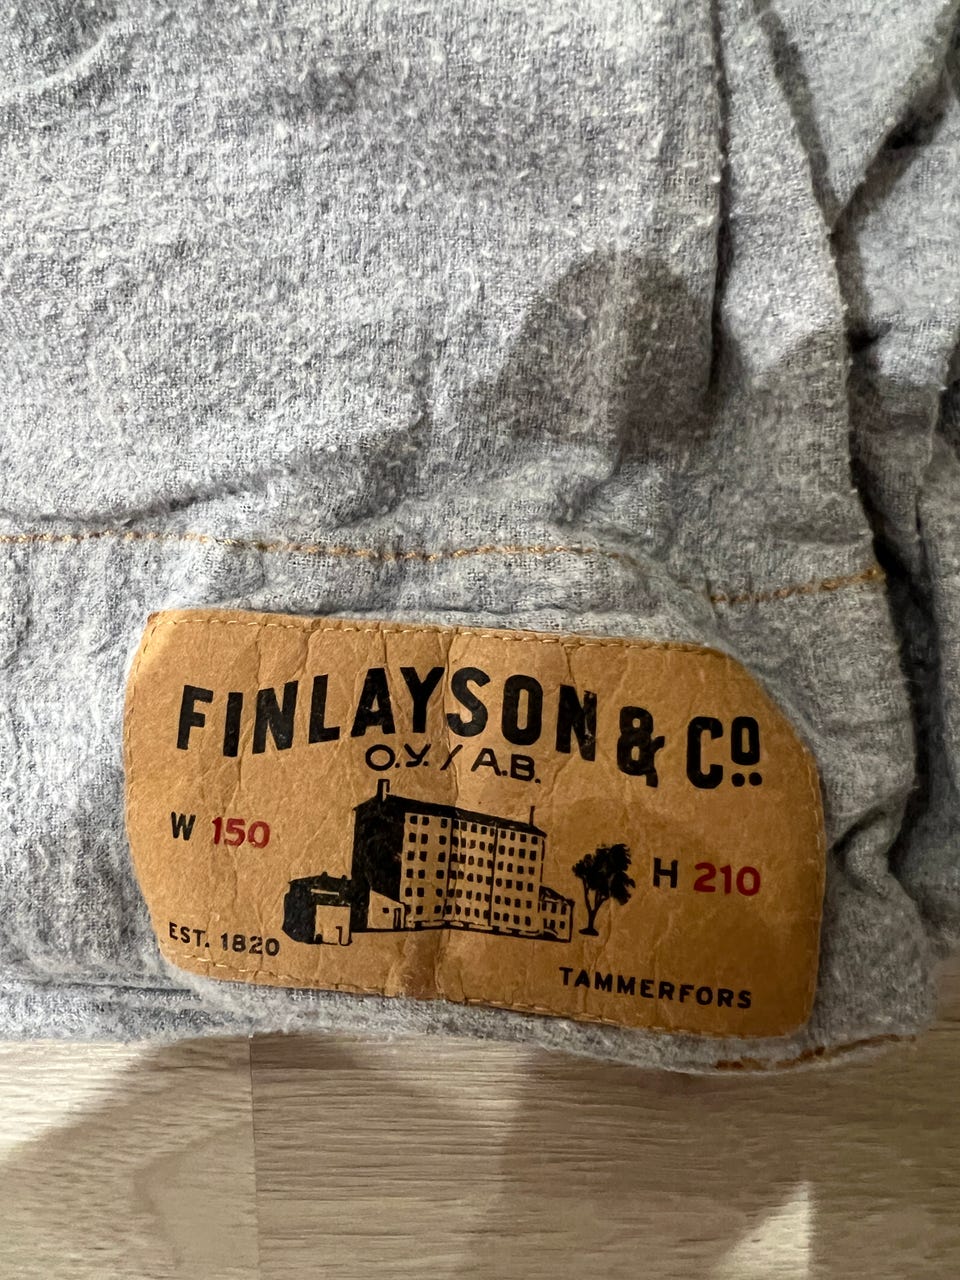 FINLAYSON & Cº
O.Y. / A.B.
W 150
H 210
EST. 1820
TAMMERFORS